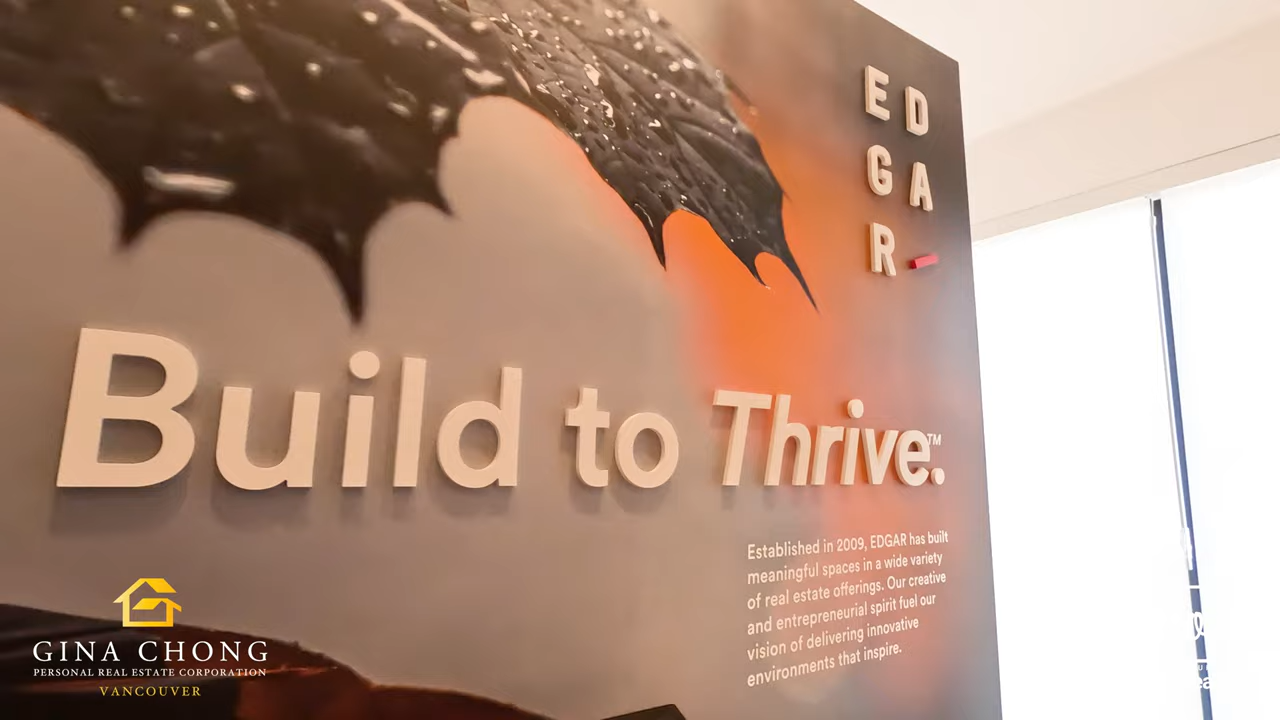 ED
GA
R-
Build to Thrive.™
Established in 2009, EDGAR has built
meaningful spaces in a wide variety
of real estate offerings. Our creative
and entrepreneurial spirit fuel our
vision of delivering innovative
environments that inspire.
GINA CHONG
PERSONAL REAL ESTATE CORPORATION
VANCOUVER